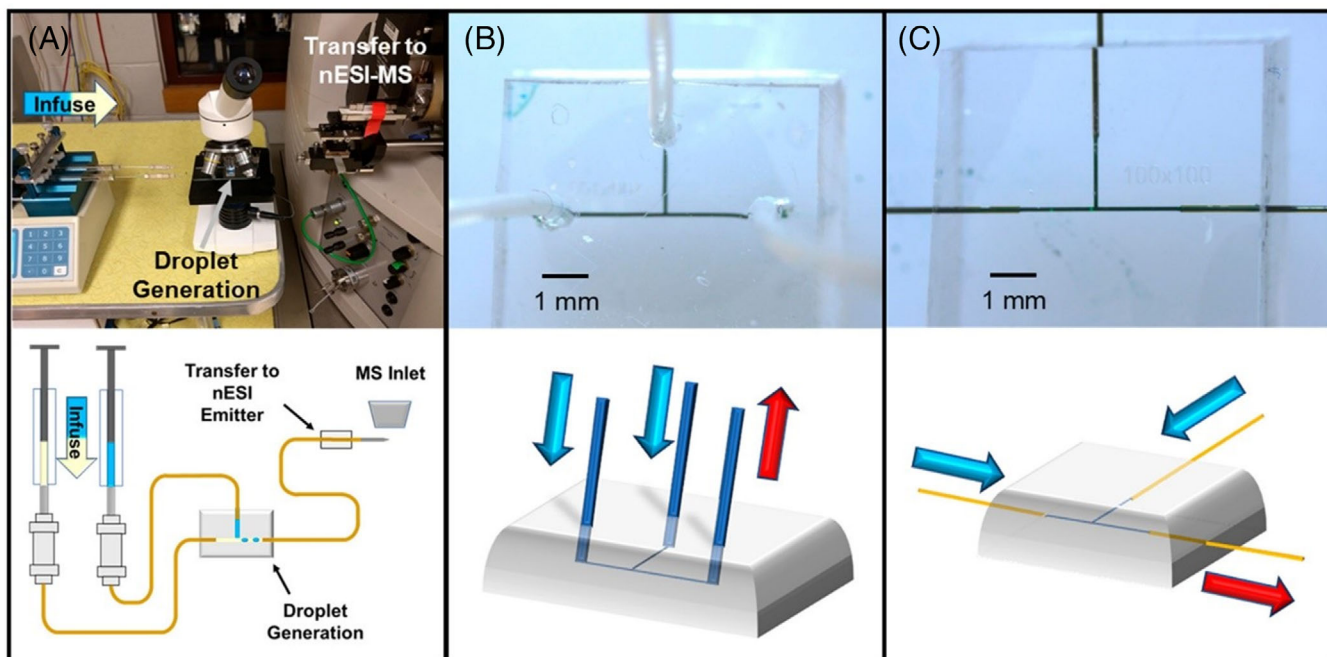 (A)
Infuse
Transfer to
nESI-MS
Droplet
Generation
(B)
1 mm
(C)
100x100
1 mm
Infuse
Transfer to
nESI
Emitter
MS Inlet
Droplet
Generation